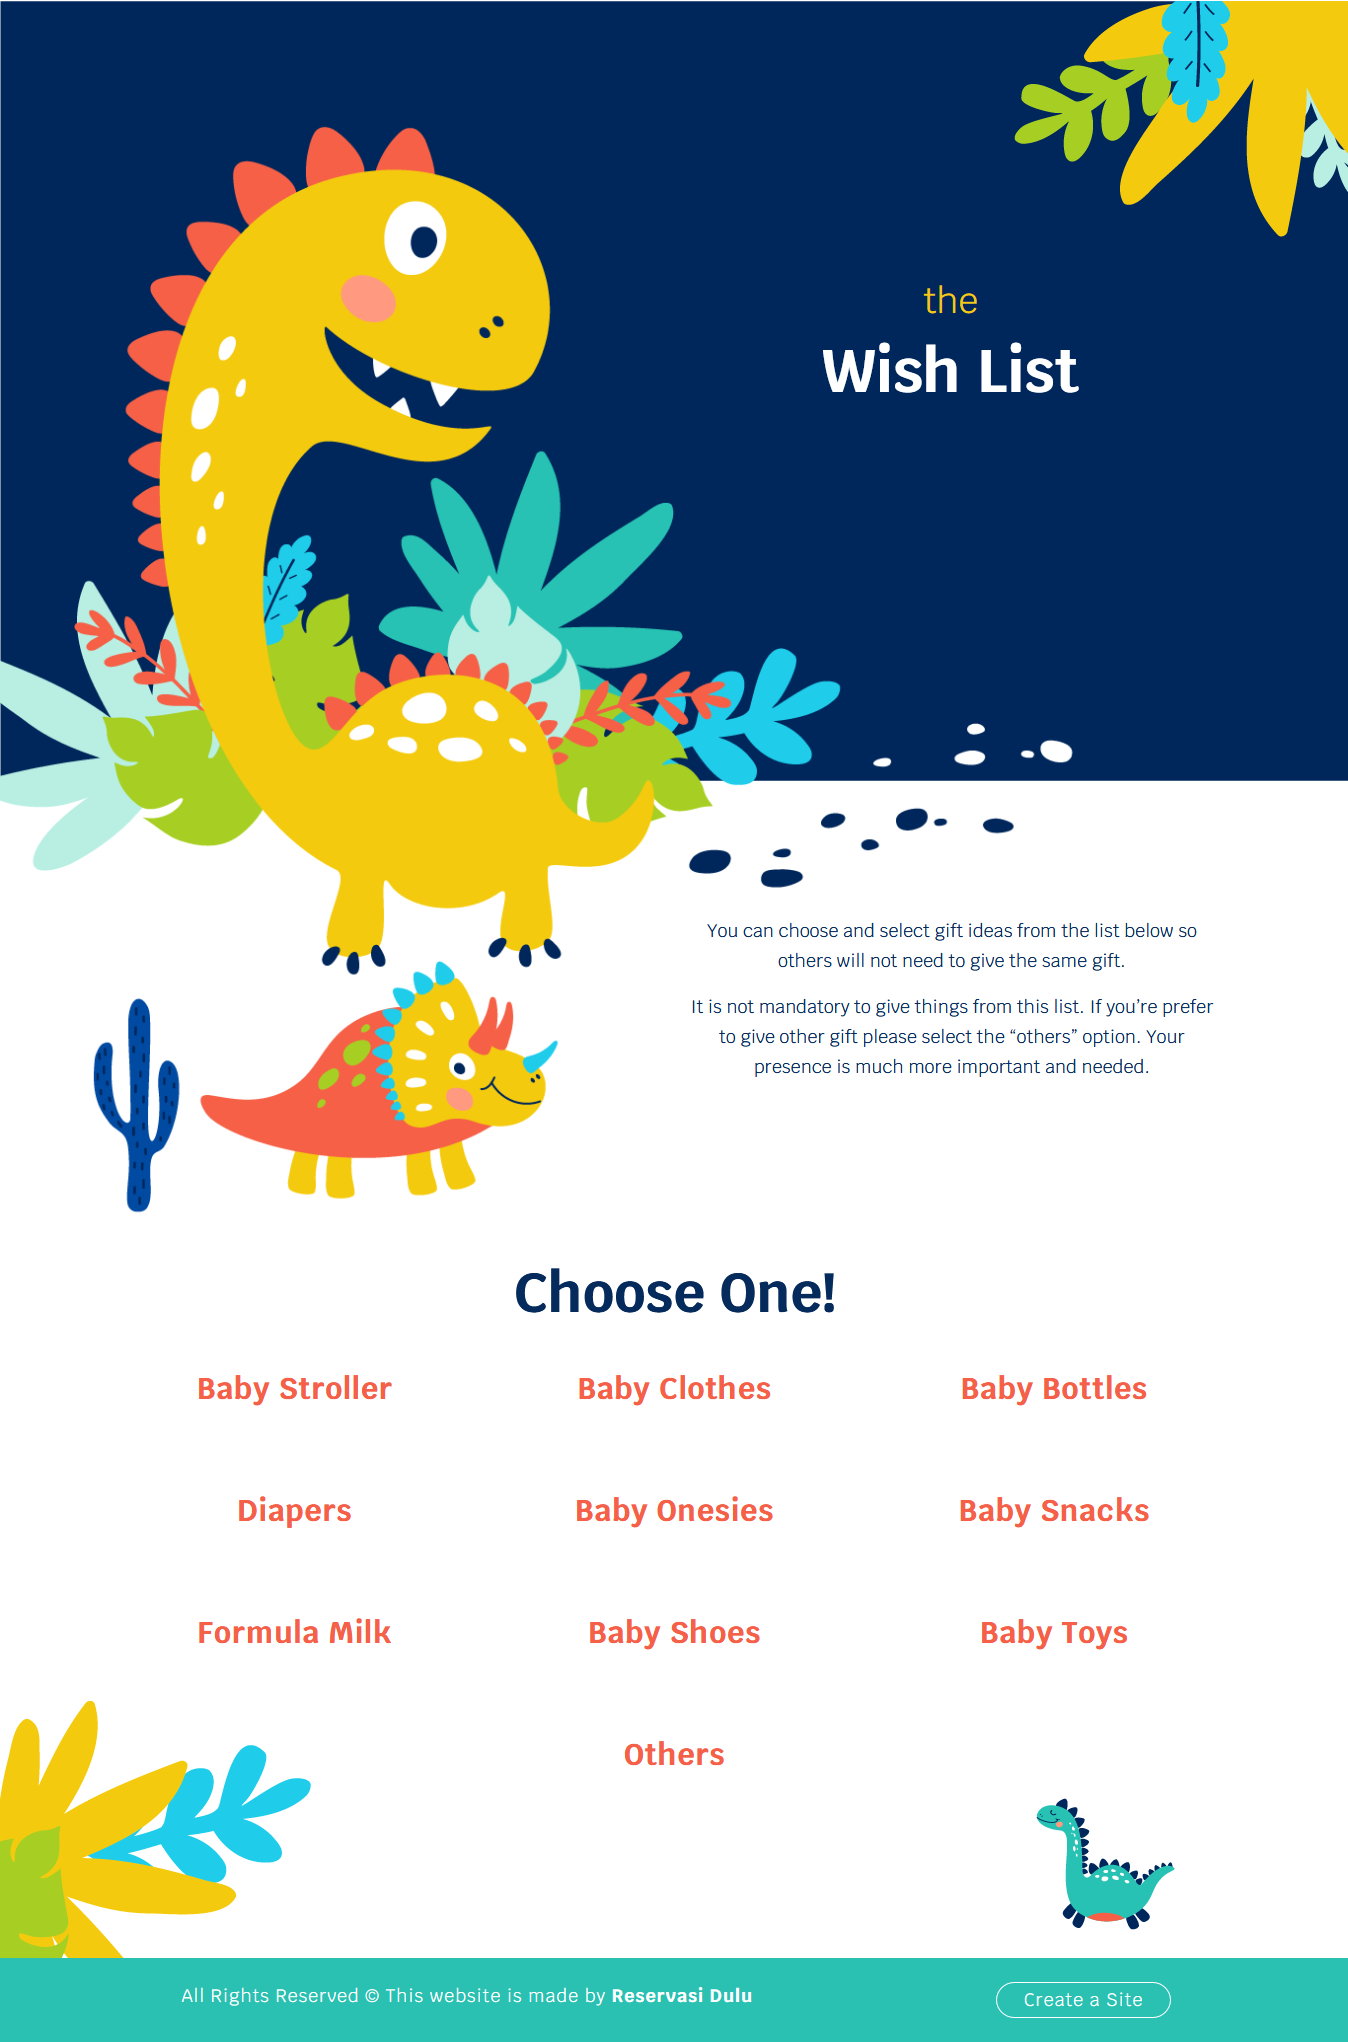 the
Wish List
You can choose and select gift ideas from the list below so
others will not need to give the same gift.
It is not mandatory to give things from this list. If you’re prefer
to give other gift please select the “others” option. Your
presence is much more important and needed.
Choose One!
Baby Stroller
Baby Clothes
Baby Bottles
Diapers
Baby Onesies
Baby Snacks
Formula Milk
Baby Shoes
Baby Toys
Others
All Rights Reserved © This website is made by Reservasi Dulu
Create a Site